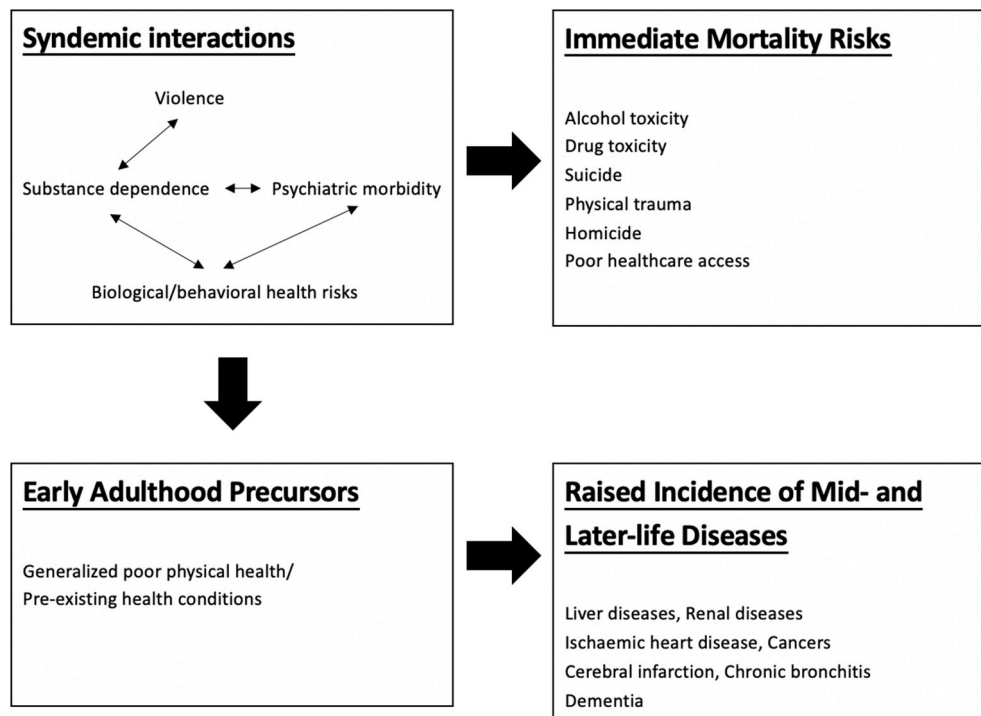 Syndemic interactions
Violence
Substance dependence
Psychiatric morbidity
Biological/behavioral health risks
Immediate Mortality Risks
Alcohol toxicity
Drug toxicity
Suicide
Physical trauma
Homicide
Poor healthcare access
Early Adulthood Precursors
Generalized poor physical health/
Pre-existing health conditions
Raised Incidence of Mid- and
Later-life Diseases
Liver diseases, Renal diseases
Ischaemic heart disease, Cancers
Cerebral infarction, Chronic bronchitis
Dementia